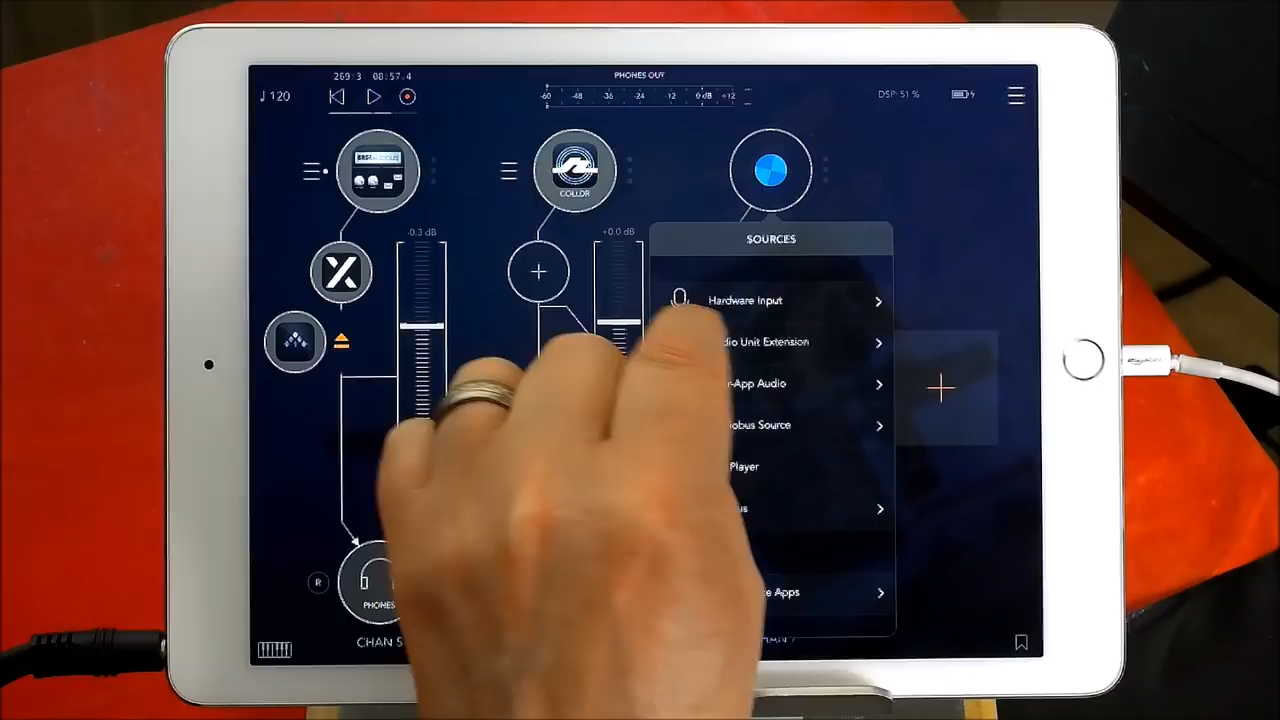 269:3 08:57.4
PHONES OUT
120
-60 -48 -36 -24 -12 0 dB +12
DSP: 51 %
COLLDR
-0.3 dB
+0.0 dB
SOURCES
Hardware Input
dio Unit Extension
r-App Audio
obus Source
Player
us
e Apps
R
PHONES
CHAN 5